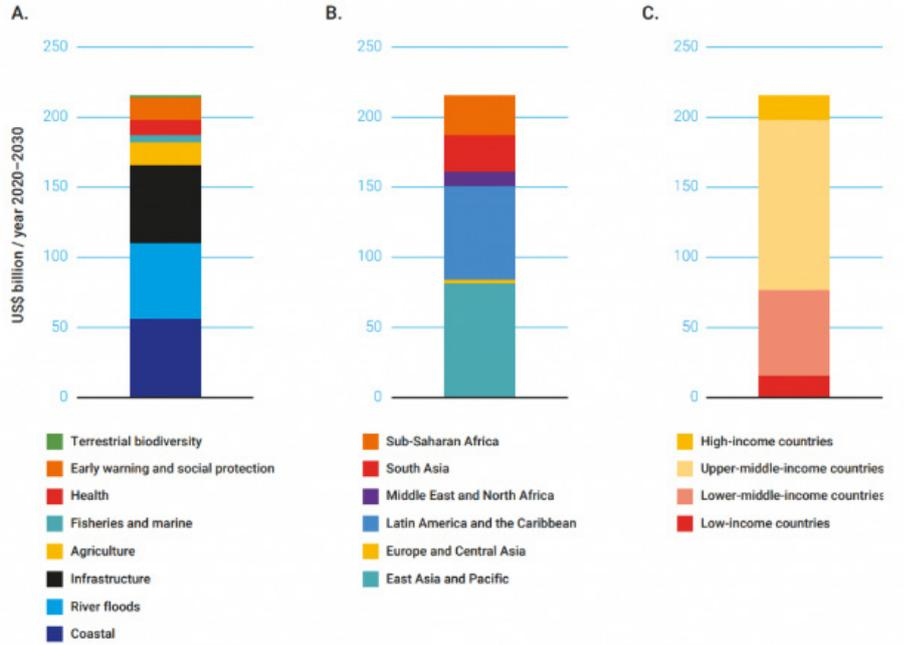 A.
B.
C.
US$ billion / year 2020–2030
250
200
150
100
50
0
250
200
150
100
50
0
250
200
150
100
50
0
Terrestrial biodiversity
Early warning and social protection
Health
Fisheries and marine
Agriculture
Infrastructure
River floods
Coastal
Sub-Saharan Africa
South Asia
Middle East and North Africa
Latin America and the Caribbean
Europe and Central Asia
East Asia and Pacific
High-income countries
Upper-middle-income countries
Lower-middle-income countries
Low-income countries